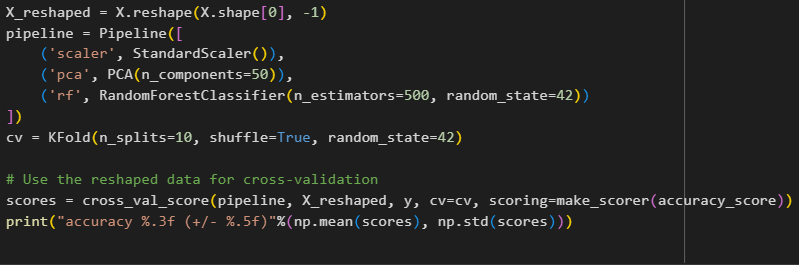 X_reshaped = X.reshape(X.shape[0], -1)
pipeline = Pipeline([
    ('scaler', StandardScaler()),
    ('pca', PCA(n_components=50)),
    ('rf', RandomForestClassifier(n_estimators=500, random_state=42))
])
cv = KFold(n_splits=10, shuffle=True, random_state=42)
# Use the reshaped data for cross-validation
scores = cross_val_score(pipeline, X_reshaped, y, cv=cv, scoring=make_scorer(accuracy_score))
print("accuracy %.3f (+/- %.5f)"%(np.mean(scores), np.std(scores)))